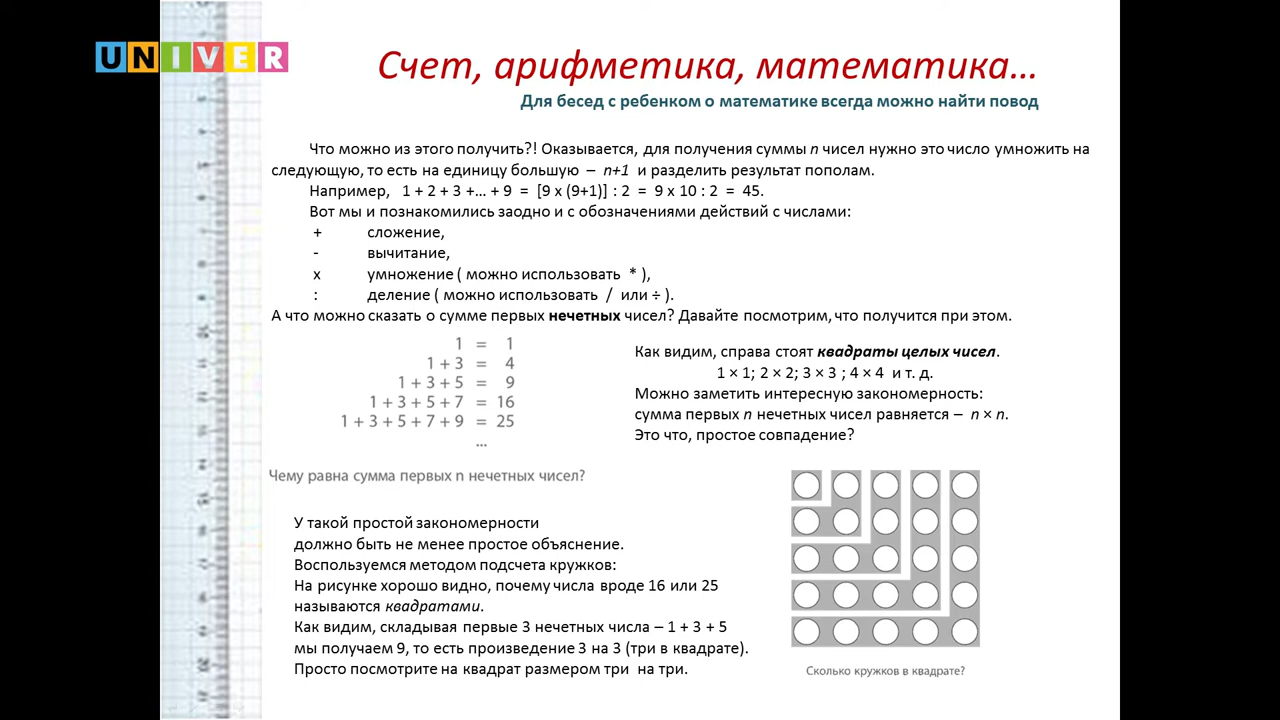 UNIVER
Счет, арифметика, математика...
Для бесед с ребенком о математике всегда можно найти повод
Что можно из этого получить?! Оказывается, для получения суммы n чисел нужно это число умножить на
следующую, то есть на единицу большую – n+1 и разделить результат пополам.
Например, 1 + 2 + 3 +... + 9 = [9 x (9+1)] : 2 = 9 x 10 : 2 = 45.
Вот мы и познакомились заодно и с обозначениями действий с числами:
+ сложение,
- вычитание,
x умножение ( можно использовать * ),
: деление ( можно использовать / или ÷ ).
А что можно сказать о сумме первых нечетных чисел? Давайте посмотрим, что получится при этом.
1 = 1
1 + 3 = 4
1 + 3 + 5 = 9
1 + 3 + 5 + 7 = 16
1 + 3 + 5 + 7 + 9 = 25
...
Чему равна сумма первых n нечетных чисел?
Как видим, справа стоят квадраты целых чисел.
1 × 1; 2 × 2; 3 × 3 ; 4 × 4 и т. д.
Можно заметить интересную закономерность:
сумма первых n нечетных чисел равняется – n × n.
Это что, простое совпадение?
У такой простой закономерности
должно быть не менее простое объяснение.
Воспользуемся методом подсчета кружков:
На рисунке хорошо видно, почему числа вроде 16 или 25
называются квадратами.
Как видим, складывая первые 3 нечетных числа – 1 + 3 + 5
мы получаем 9, то есть произведение 3 на 3 (три в квадрате).
Просто посмотрите на квадрат размером три на три.
Сколько кружков в квадрате?